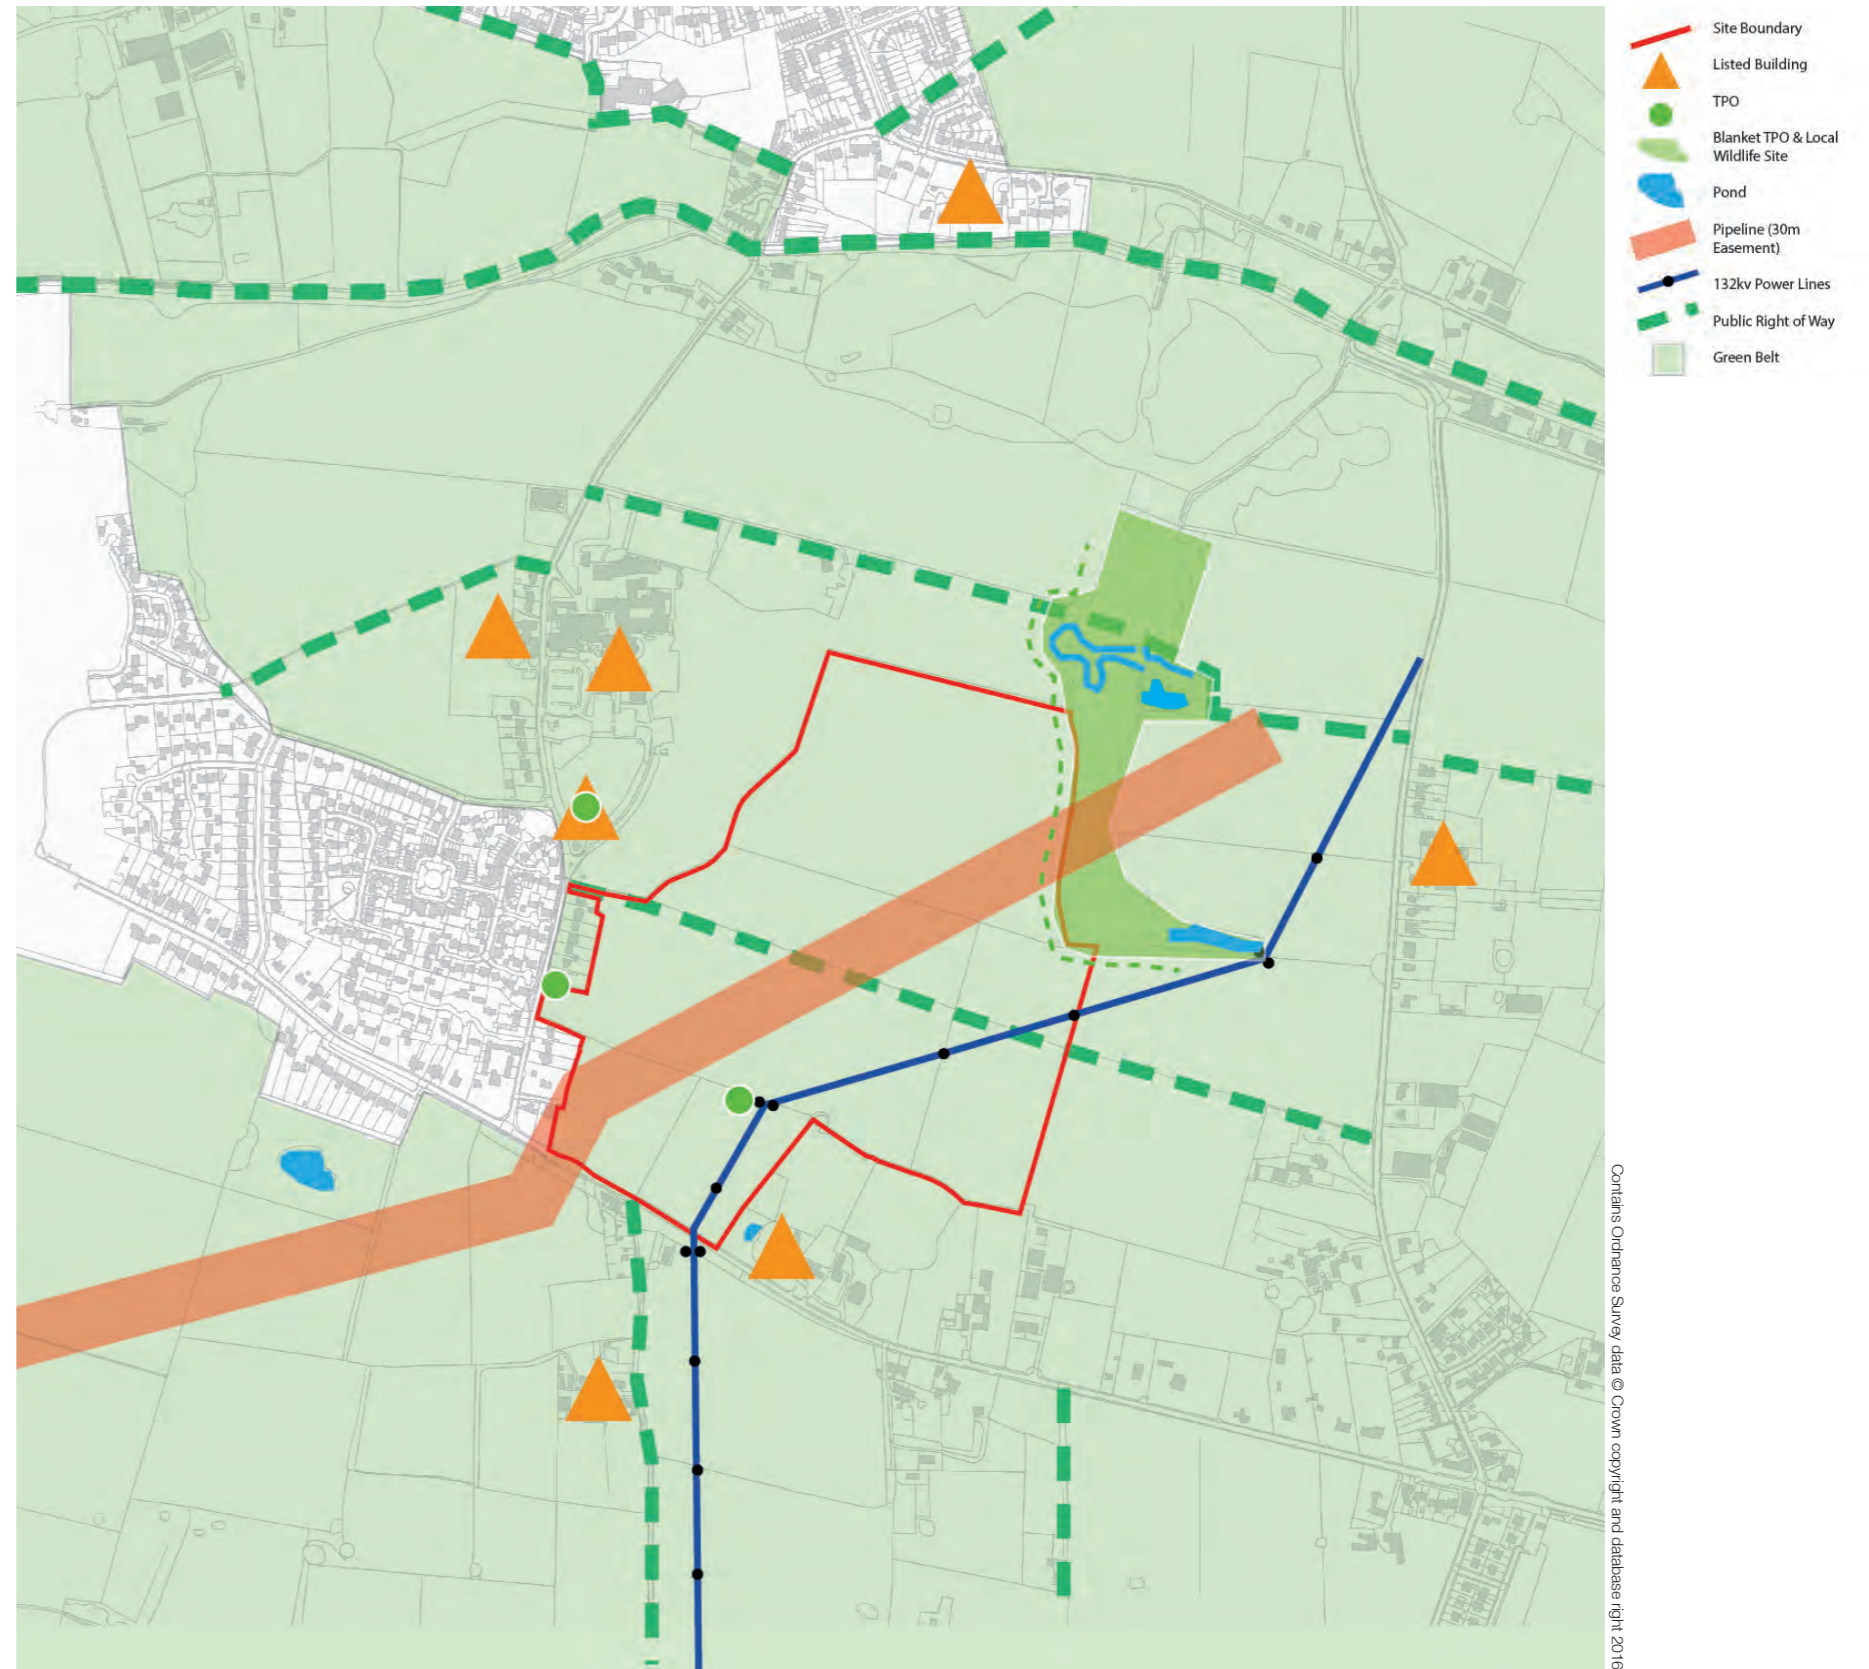 Site Boundary
Listed Building
TPO
Blanket TPO & Local
Wildlife Site
Pond
Pipeline (30m
Easement)
132kv Power Lines
Public Right of Way
Green Belt
Contains Ordnance Survey data © Crown copyright and database right 2016